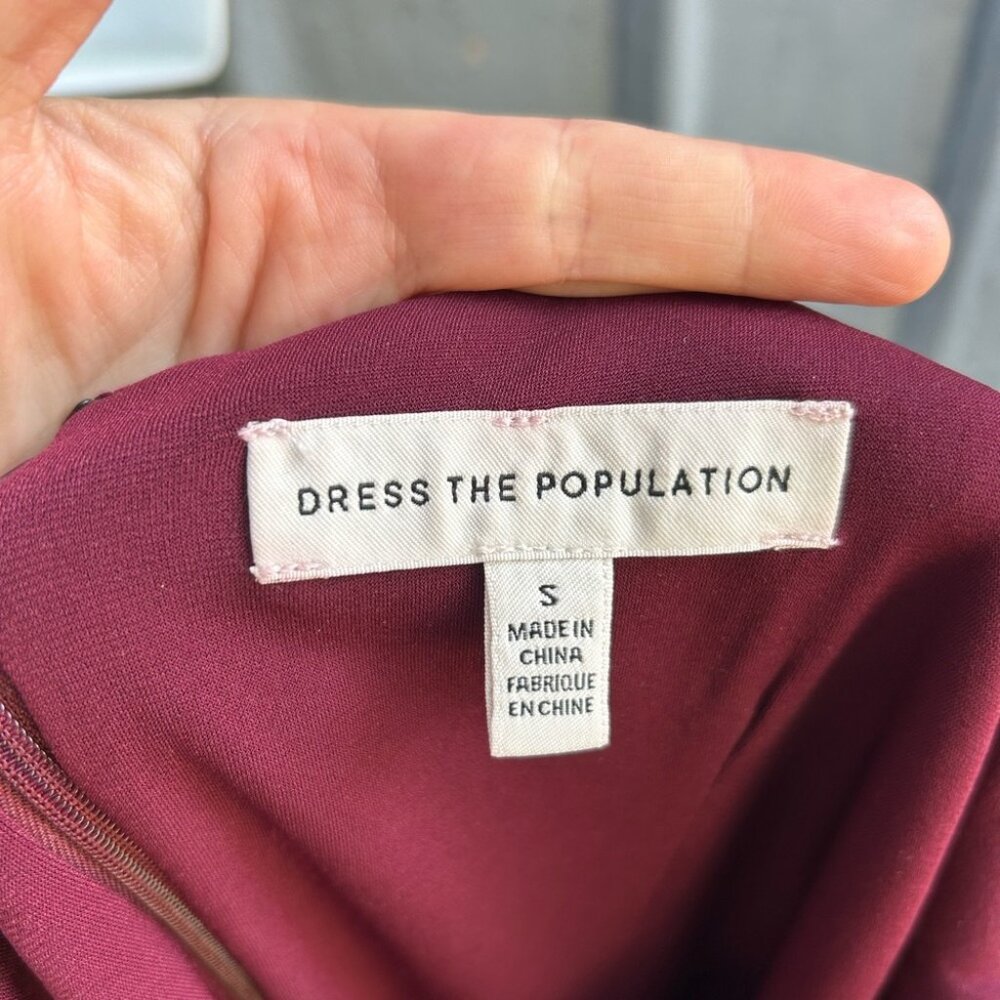 DRESS THE POPULATION
S
MADE IN
CHINA
FABRIQUE
EN CHINE